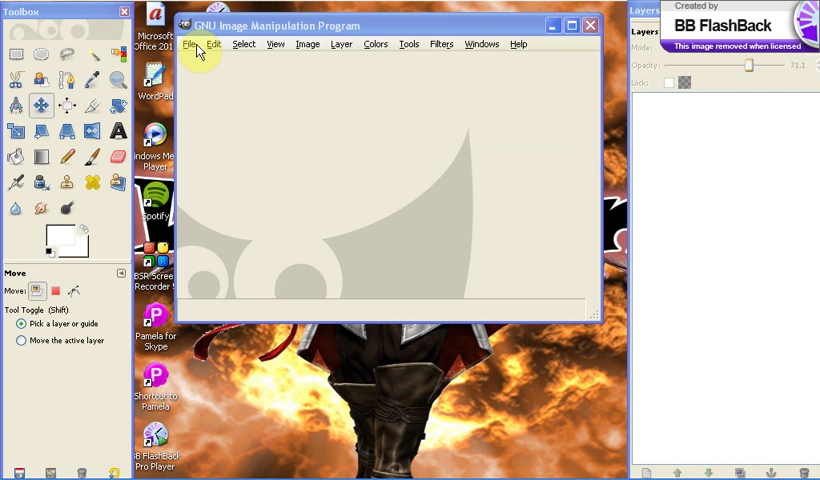 Toolbox
Move
Move:
Tool Toggle (Shift)
Pick a layer or guide
Move the active layer
Microsoft
Office 201
WordPad
indows Me
Player
Spotify
BSR Scree
Recorder 5
Pamela for
Skype
Shortcut to
Pamela
BB FlashBack
Pro Player
GNU Image Manipulation Program
File Edit Select View Image Layer Colors Tools Filters Windows Help
Layers
Created by
BB FlashBack
This image removed when licensed
Layers
Mode:
Opacity: 71.1
Lock: